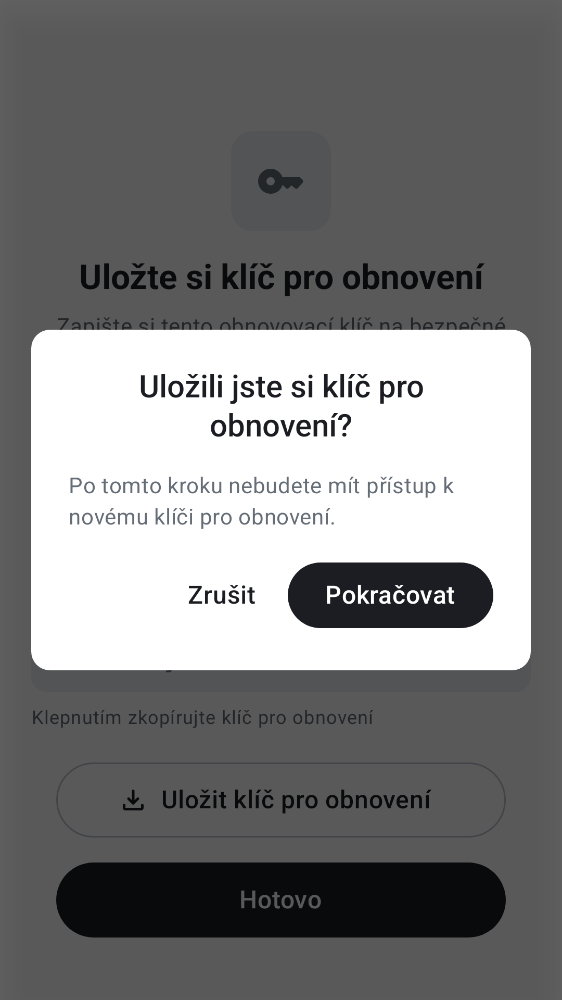 Uložte si klíč pro obnovení
Zapište si tento obnovovací klíč na bezpečné
Uložili jste si klíč pro
obnovení?
Po tomto kroku nebudete mít přístup k
novému klíči pro obnovení.
Zrušit
Pokračovat
Klepnutím zkopírujte klíč pro obnovení
Uložit klíč pro obnovení
Hotovo